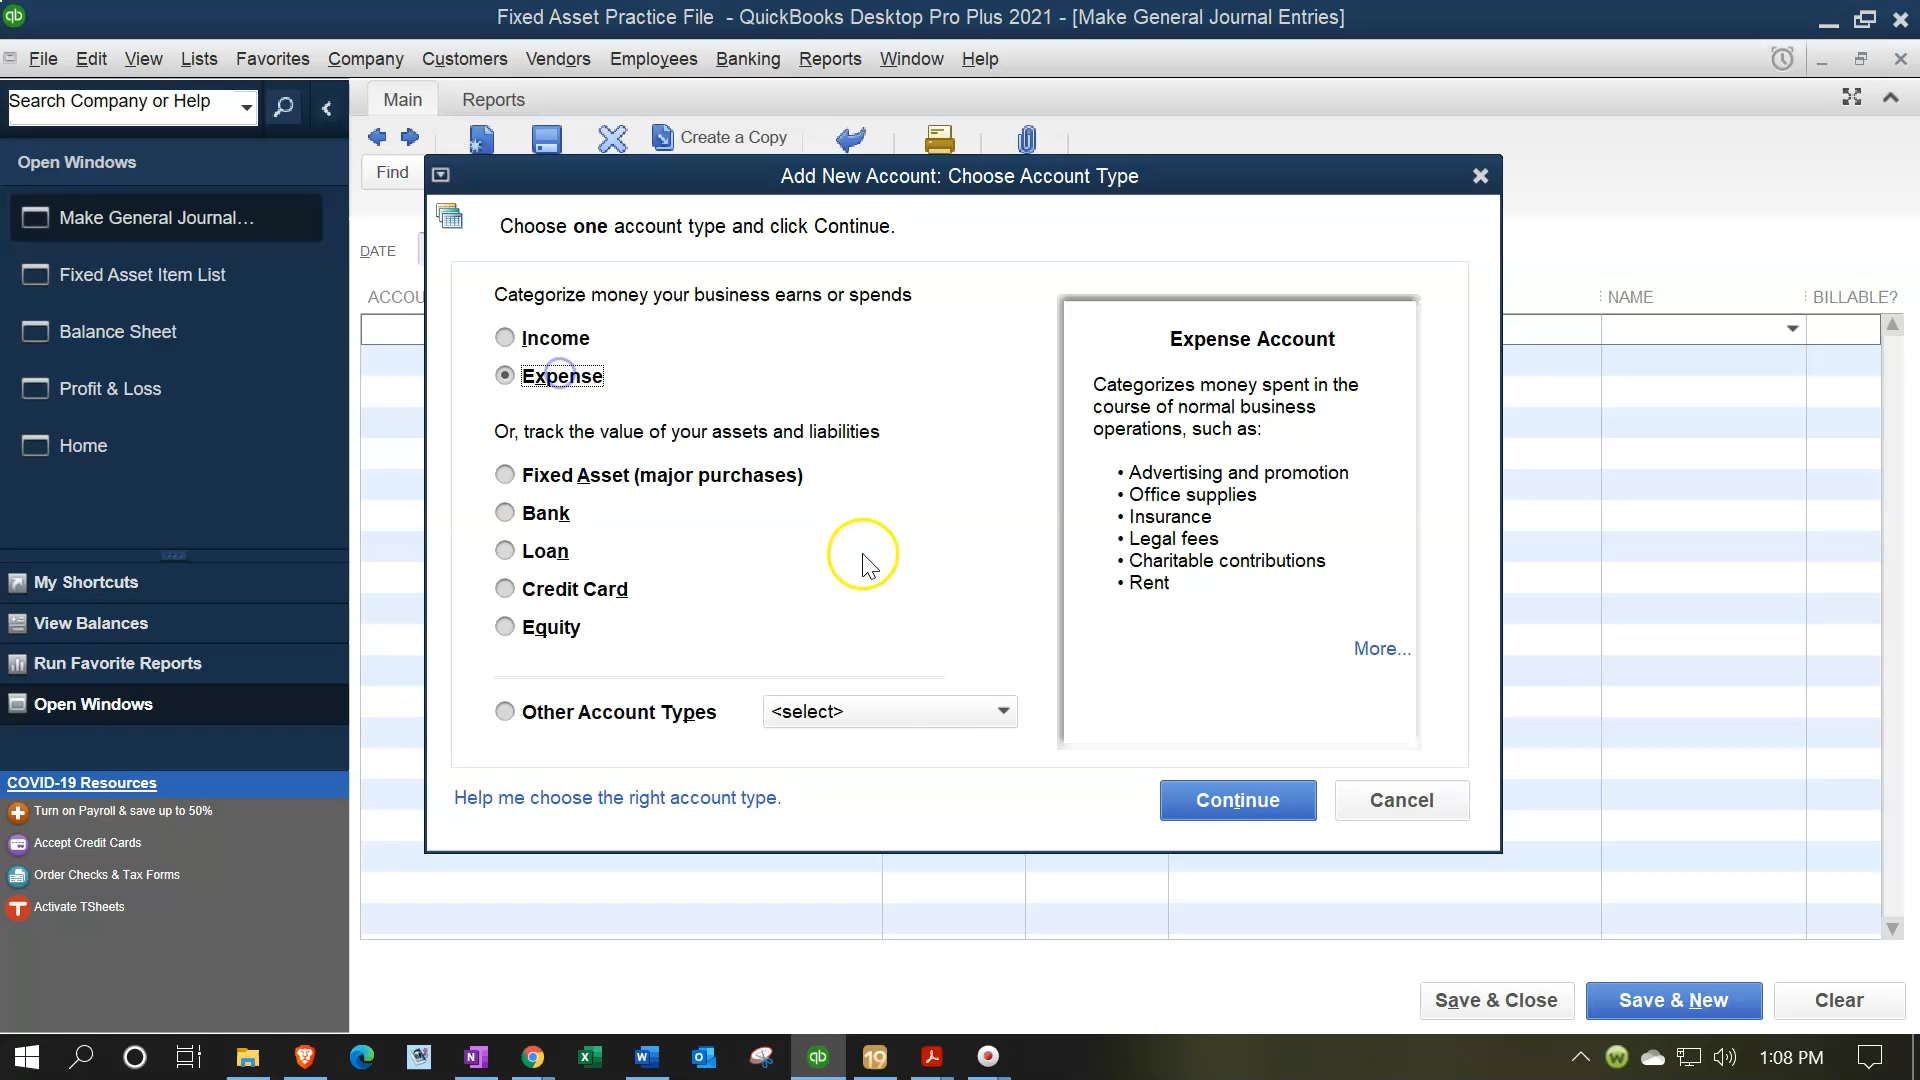 Fixed Asset Practice File - QuickBooks Desktop Pro Plus 2021 - [Make General Journal Entries]
File Edit View Lists Favorites Company Customers Vendors Employees Banking Reports Window Help
Search Company or Help
Main Reports
Create a Copy
Find
Open Windows
Make General Journal...
Fixed Asset Item List
Balance Sheet
Profit & Loss
Home
My Shortcuts
View Balances
Run Favorite Reports
Open Windows
COVID-19 Resources
Turn on Payroll & save up to 50%
Accept Credit Cards
Order Checks & Tax Forms
Activate TSheets
DATE
ACCOU
NAME
BILLABLE?
Add New Account: Choose Account Type
Choose one account type and click Continue.
Categorize money your business earns or spends
Income
Expense
Or, track the value of your assets and liabilities
Fixed Asset (major purchases)
Bank
Loan
Credit Card
Equity
Other Account Types
<select>
Expense Account
Categorizes money spent in the
course of normal business
operations, such as:
• Advertising and promotion
• Office supplies
• Insurance
• Legal fees
• Charitable contributions
• Rent
More...
Help me choose the right account type.
Continue
Cancel
Save & Close
Save & New
Clear
1:08 PM